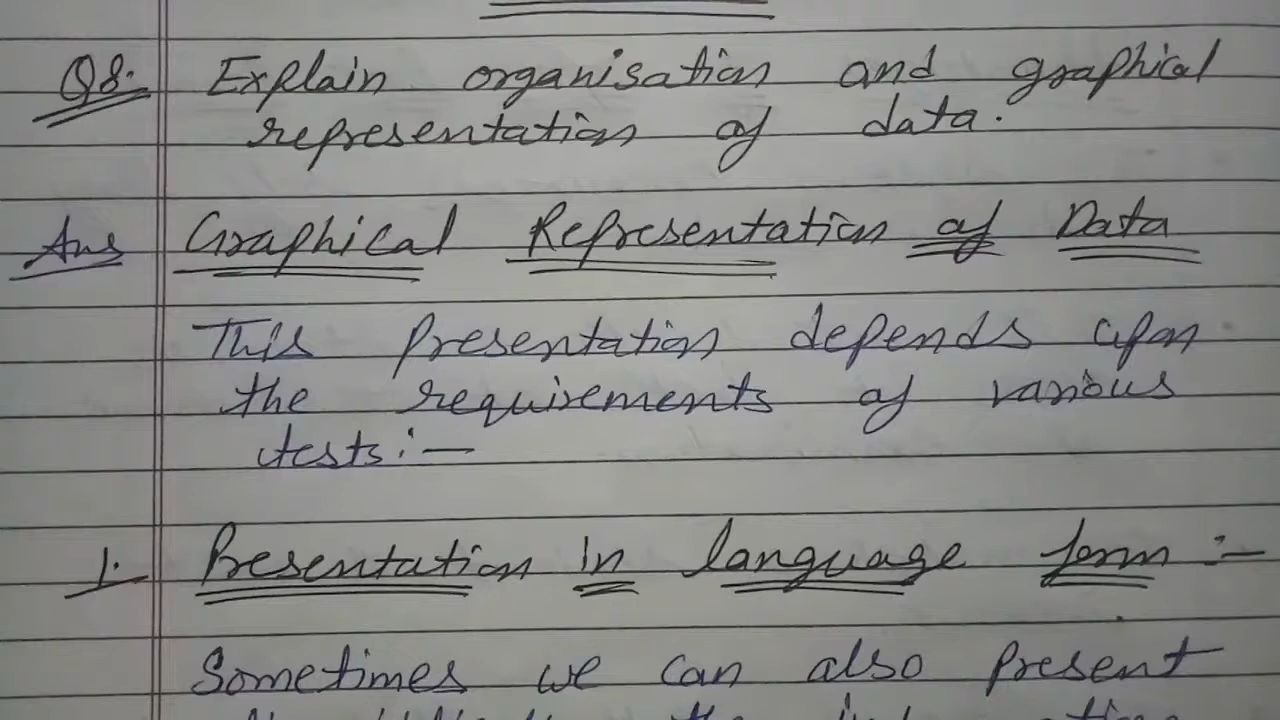 Q8. Explain organisation and graphical
representation of data.
Ans Graphical Representation of Data
This presentation depends upon
the requirements of various
tests :-
1. Presentation in language form :-
Sometimes we can also present